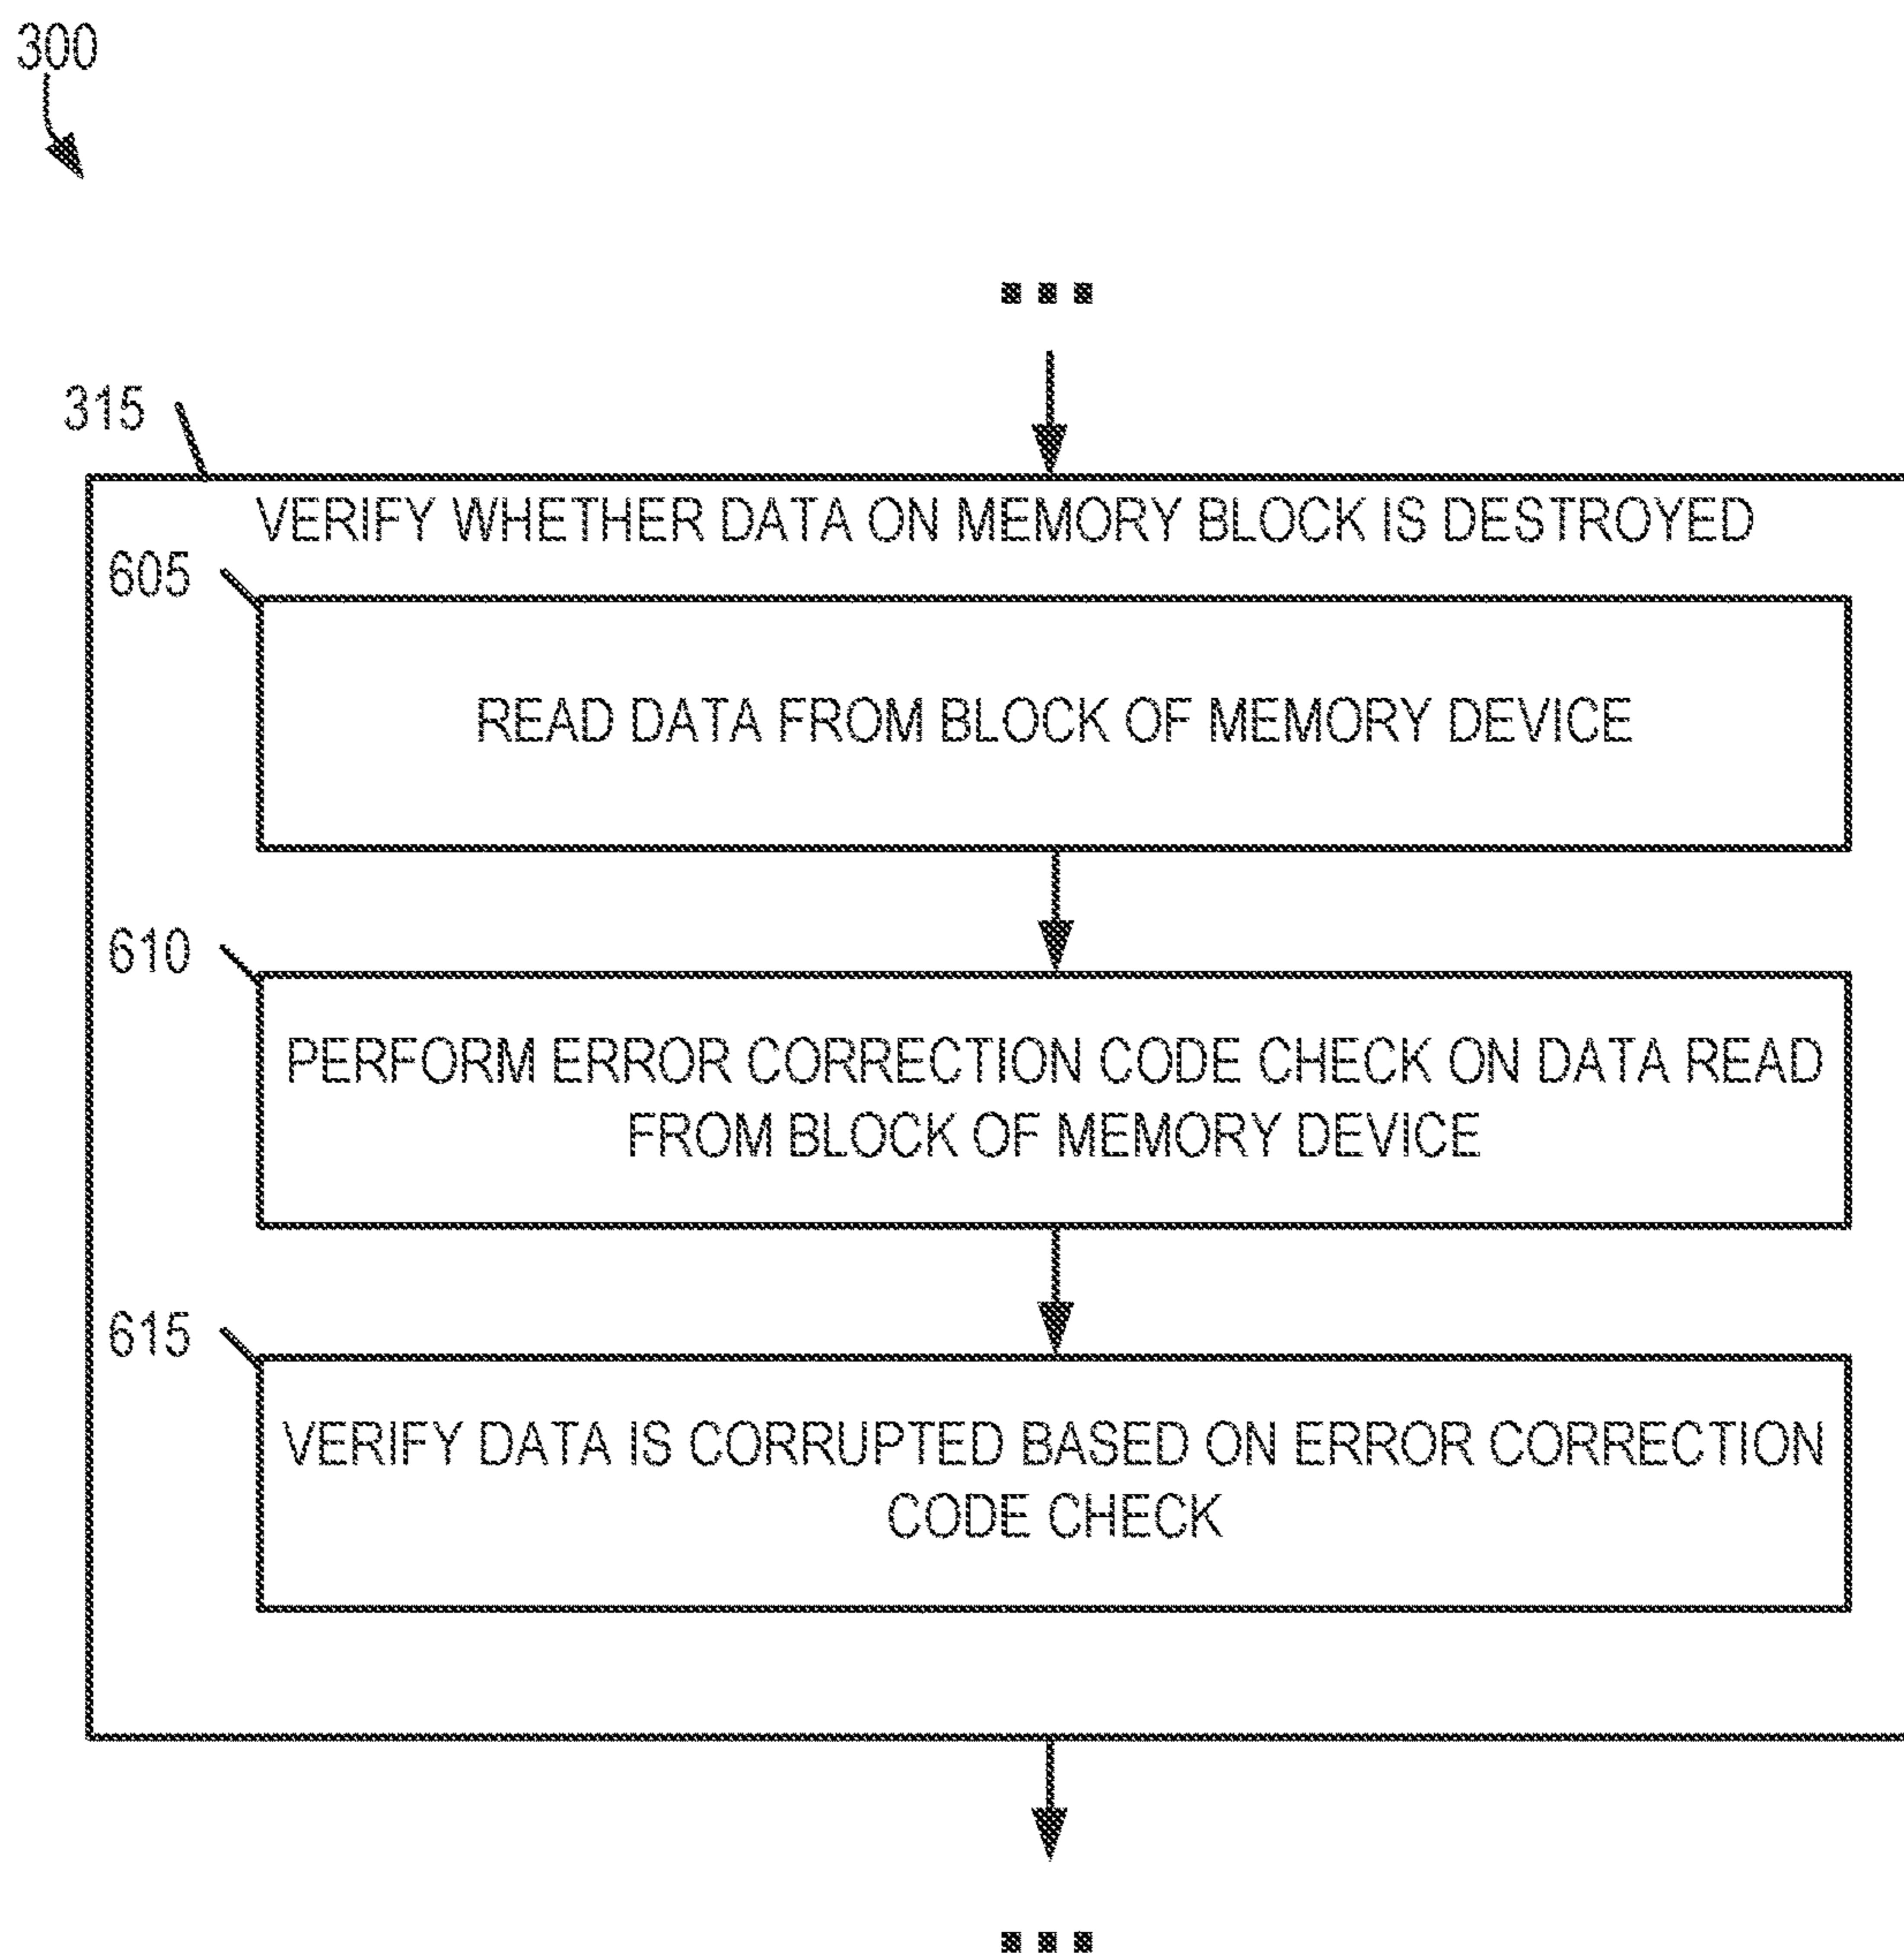 300
315
VERIFY WHETHER DATA ON MEMORY BLOCK IS DESTROYED
605
READ DATA FROM BLOCK OF MEMORY DEVICE
610
PERFORM ERROR CORRECTION CODE CHECK ON DATA READ
FROM BLOCK OF MEMORY DEVICE
615
VERIFY DATA IS CORRUPTED BASED ON ERROR CORRECTION
CODE CHECK